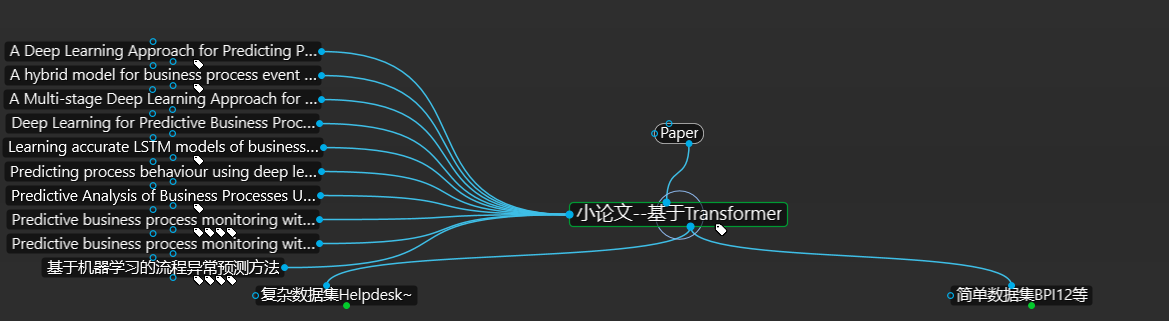 A Deep Learning Approach for Predicting P...
A hybrid model for business process event ...
A Multi-stage Deep Learning Approach for ...
Deep Learning for Predictive Business Proc...
Learning accurate LSTM models of business...
Predicting process behaviour using deep le...
Predictive Analysis of Business Processes U...
Predictive business process monitoring wit...
Predictive business process monitoring wit...
基于机器学习的流程异常预测方法
Paper
小论文--基于Transformer
复杂数据集Helpdesk~
简单数据集BPI12等